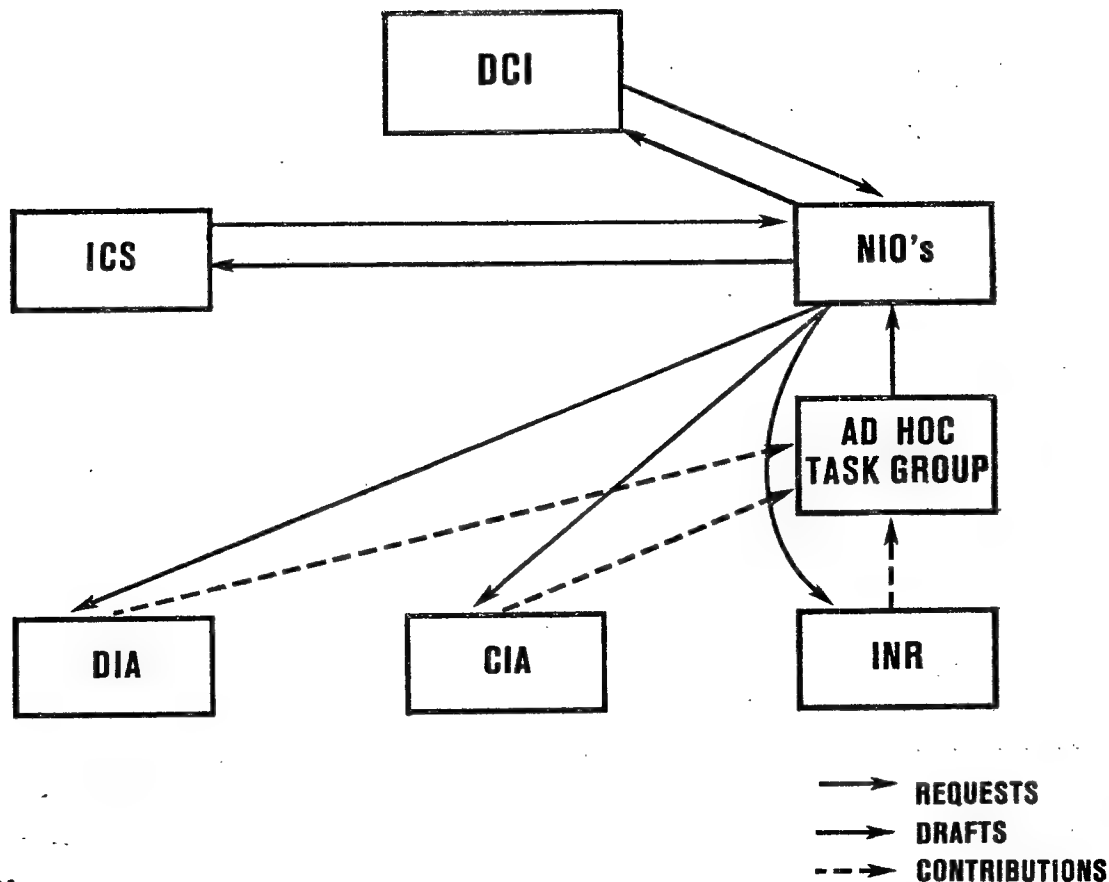 DCI
ICS
NIO's
AD HOC
TASK GROUP
DIA
CIA
INR
REQUESTS
DRAFTS
CONTRIBUTIONS